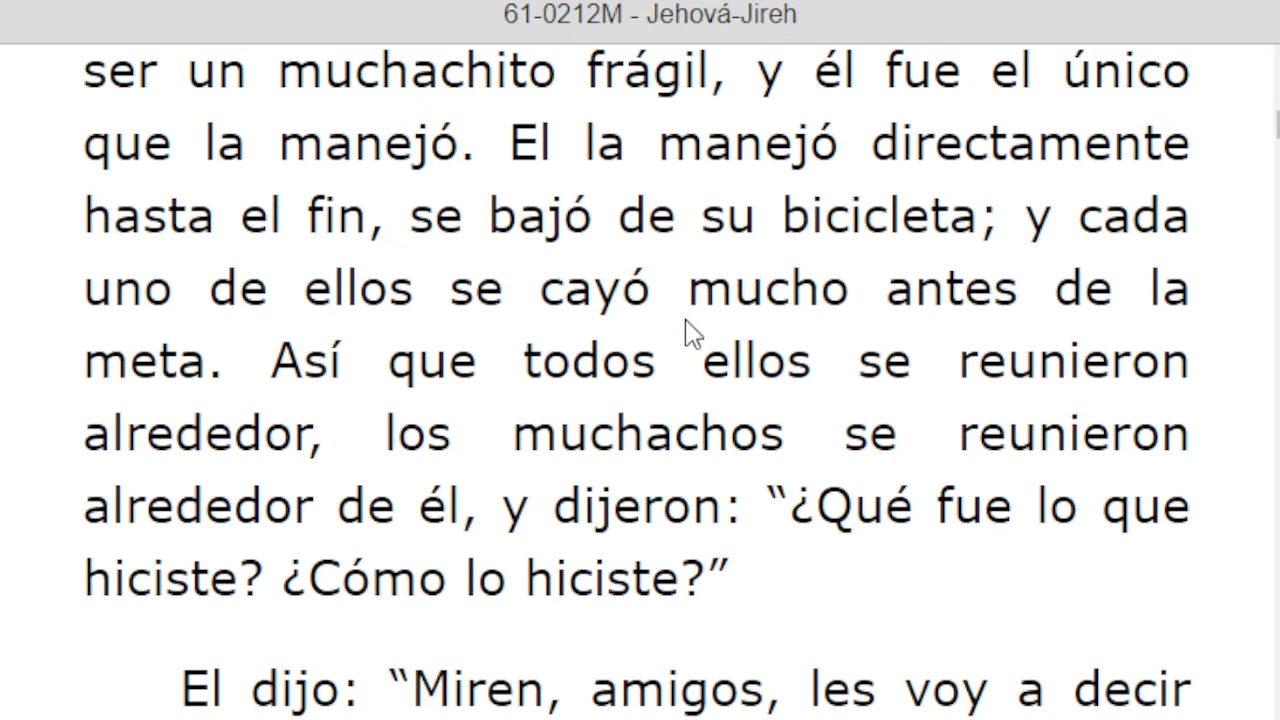 61-0212M - Jehová-Jireh
ser un muchachito frágil, y él fue el único
que la manejó. El la manejó directamente
hasta el fin, se bajó de su bicicleta; y cada
uno de ellos se cayó mucho antes de la
meta. Así que todos ellos se reunieron
alrededor, los muchachos se reunieron
alrededor de él, y dijeron: “¿Qué fue lo que
hiciste? ¿Cómo lo hiciste?”
El dijo: “Miren, amigos, les voy a decir